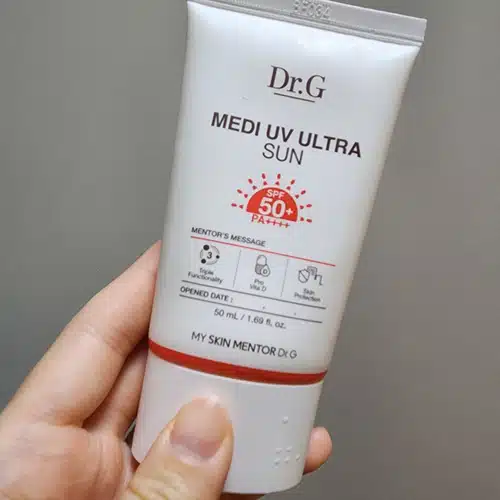 Dr.G
MEDI UV ULTRA
SUN
SPF
50+
PA++++
MENTOR'S MESSAGE
3
Triple
Functionality
Pro
Vita D
Skin
Protection
OPENED DATE : . .
50 mL / 1.69 fl. oz.
MY SKIN MENTOR Dr.G